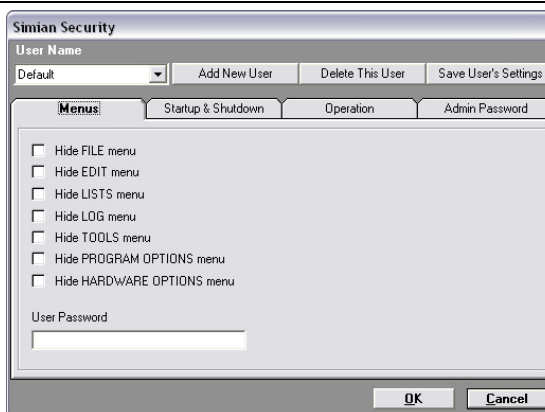 Simian Security
User Name
Default Add New User Delete This User Save User's Settings
Menus Startup & Shutdown Operation Admin Password
Hide FILE menu
Hide EDIT menu
Hide LISTS menu
Hide LOG menu
Hide TOOLS menu
Hide PROGRAM OPTIONS menu
Hide HARDWARE OPTIONS menu
User Password
OK Cancel